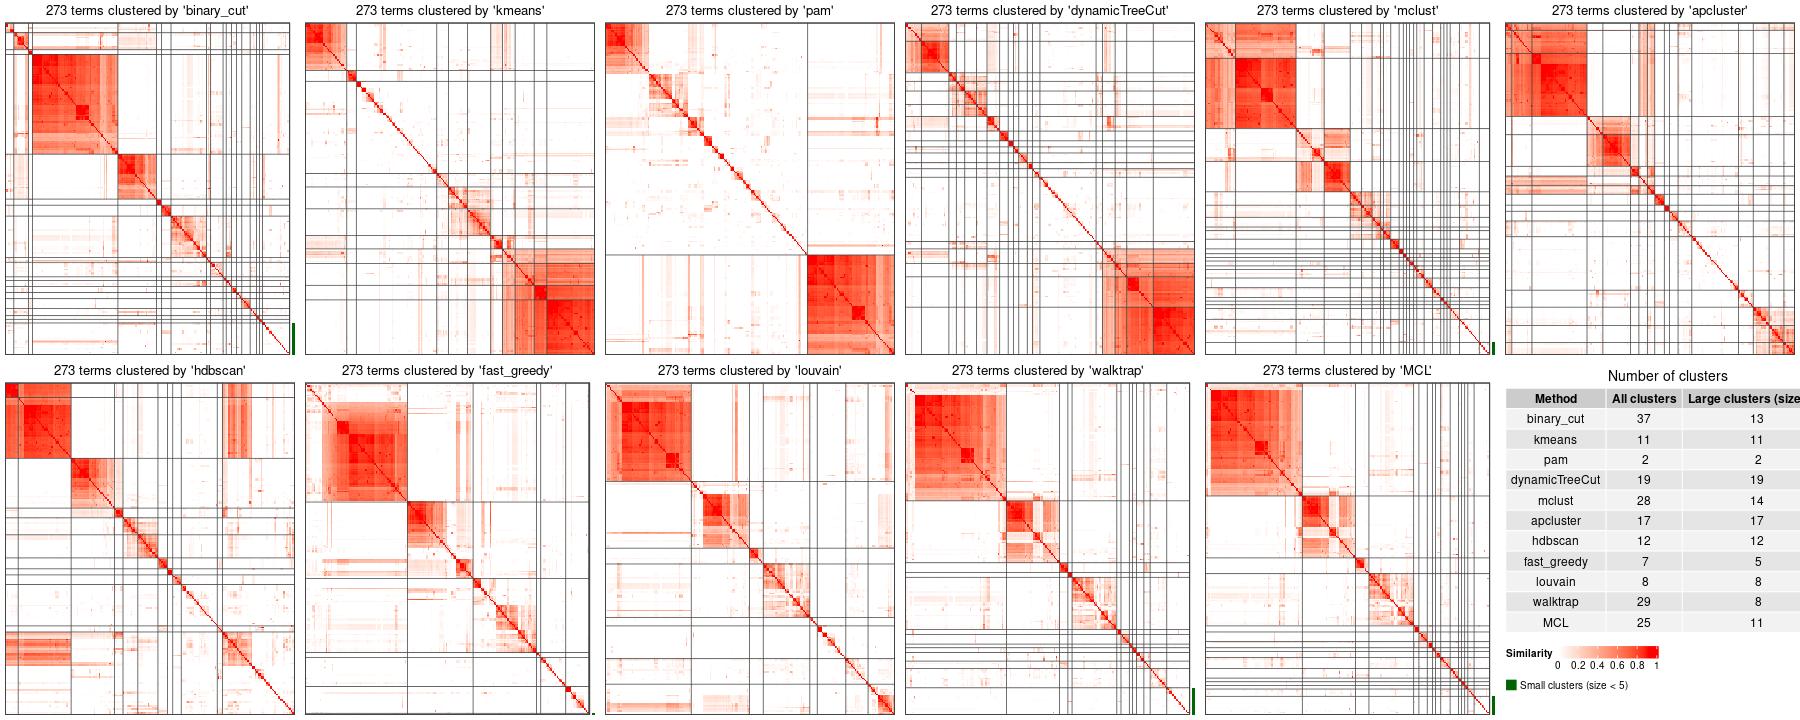 273 terms clustered by 'binary_cut'
273 terms clustered by 'kmeans'
273 terms clustered by 'pam'
273 terms clustered by 'dynamicTreeCut'
273 terms clustered by 'mclust'
273 terms clustered by 'apcluster'
273 terms clustered by 'hdbscan'
273 terms clustered by 'fast_greedy'
273 terms clustered by 'louvain'
273 terms clustered by 'walktrap'
273 terms clustered by 'MCL'
Number of clusters
Method All clusters Large clusters (size
binary_cut 37 13
kmeans 11 11
pam 2 2
dynamicTreeCut 19 19
mclust 28 14
apcluster 17 17
hdbscan 12 12
fast_greedy 7 5
louvain 8 8
walktrap 29 8
MCL 25 11
Similarity
0 0.2 0.4 0.6 0.8 1
Small clusters (size < 5)